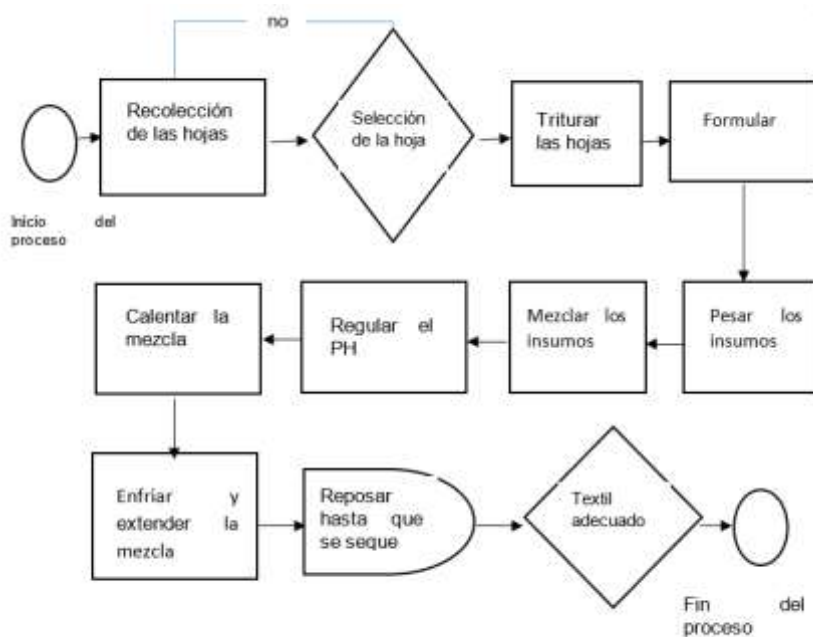 no
Recolección
de las hojas
Selección
de la hoja
Triturar
las hojas
Formular
Inicio del
proceso
Calentar la
mezcla
Regular el
PH
Mezclar los
insumos
Pesar los
insumos
Enfriar y
extender la
mezcla
Reposar
hasta que
se seque
Textil
adecuado
Fin del
proceso